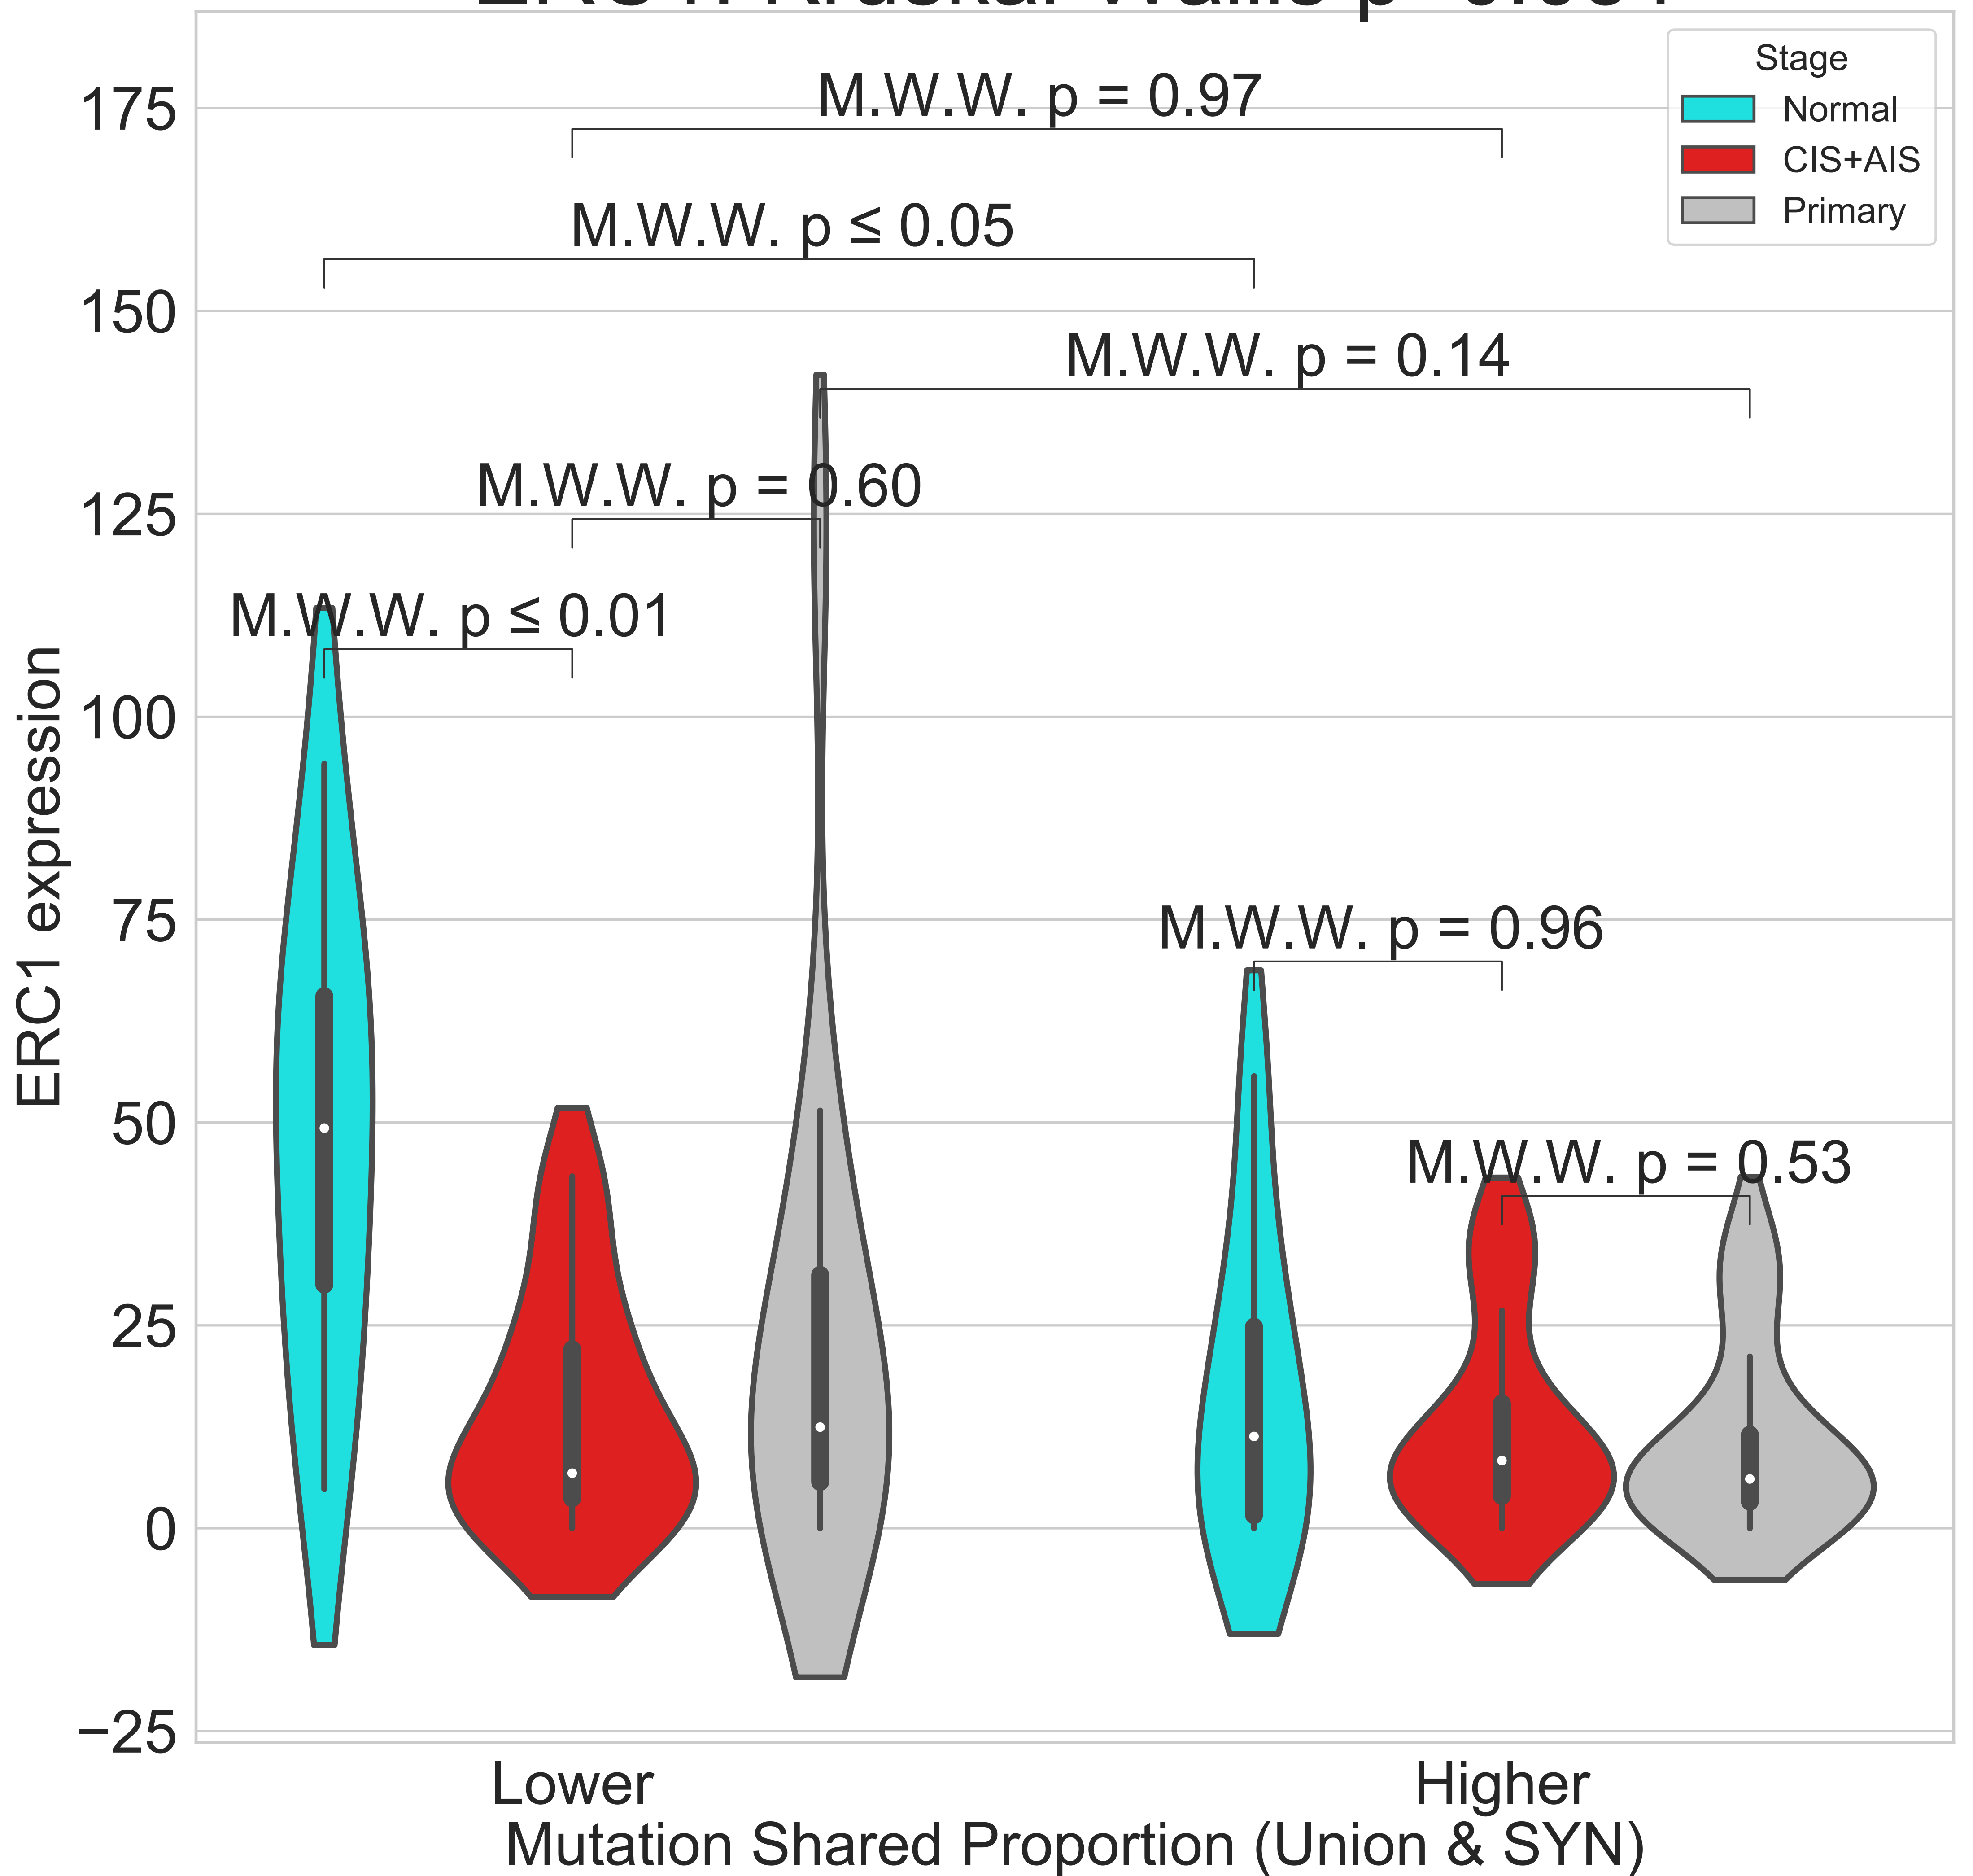 Stage
Normal
CIS+AIS
Primary
M.W.W. p = 0.97
M.W.W. p ≤ 0.05
M.W.W. p = 0.14
M.W.W. p = 0.60
M.W.W. p ≤ 0.01
M.W.W. p = 0.96
M.W.W. p = 0.53
175
150
125
100
75
50
25
0
−25
ERC1 expression
Lower
Higher
Mutation Shared Proportion (Union & SYN)